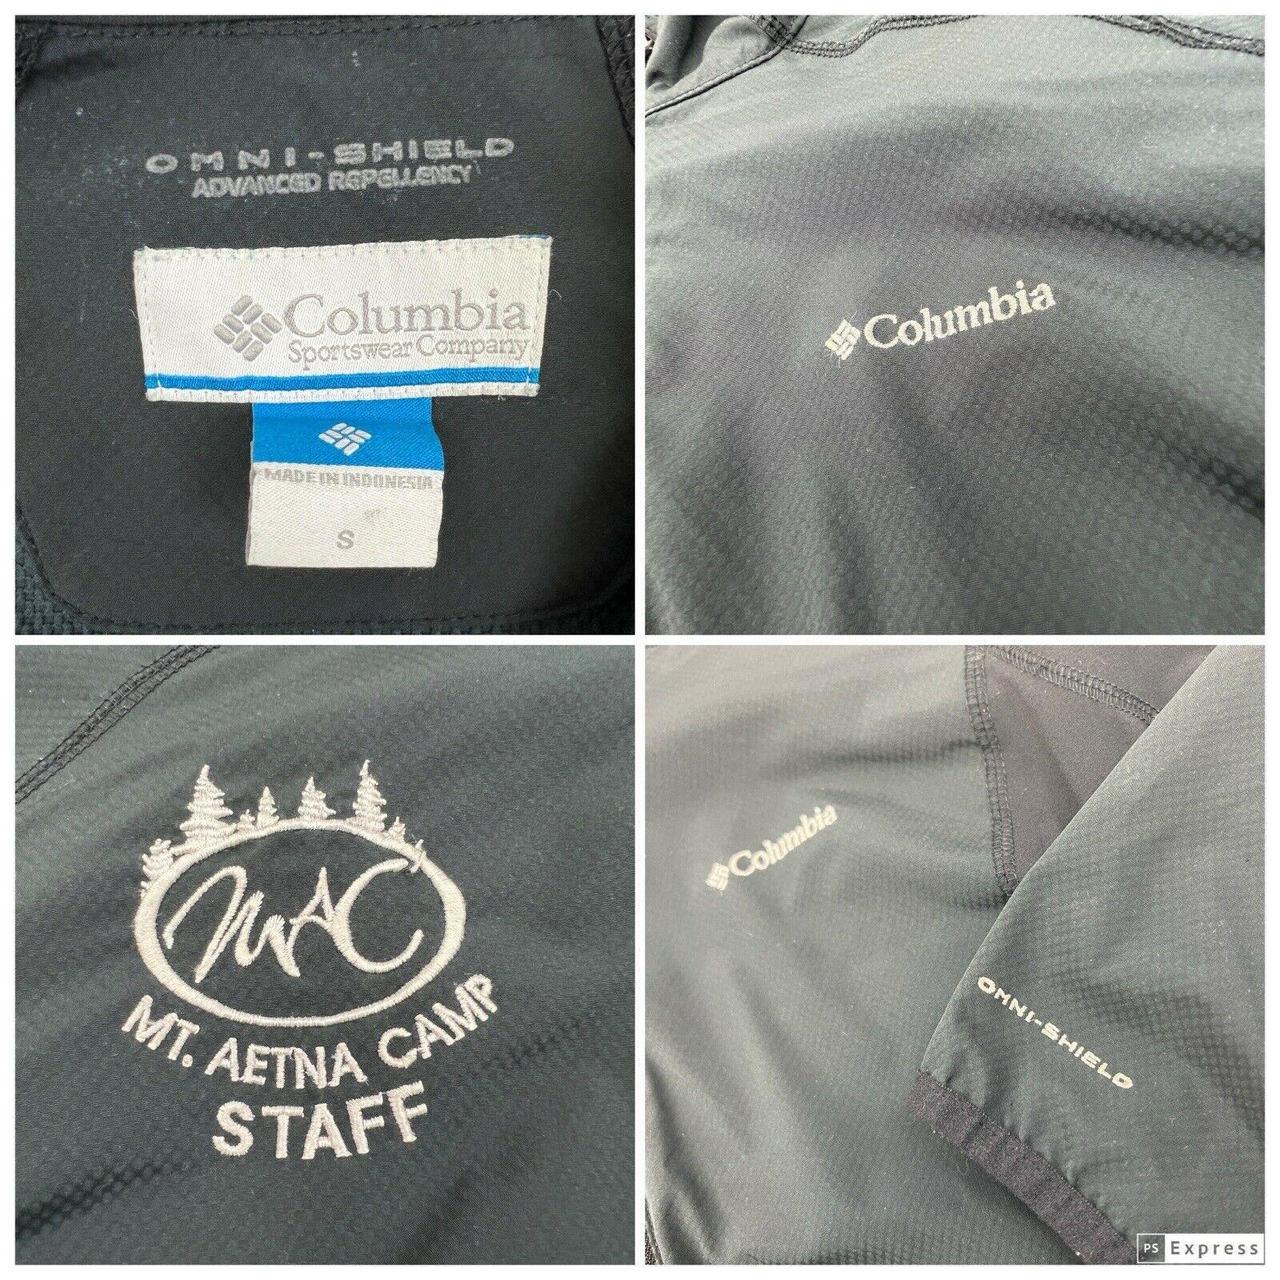 OMNI-SHIELD
ADVANCED REPELLENCY
Columbia
Sportswear Company
MADE IN INDONESIA
S
Columbia
MAC
MT. AETNA CAMP
STAFF
Columbia
OMNI-SHIELD
PS Express